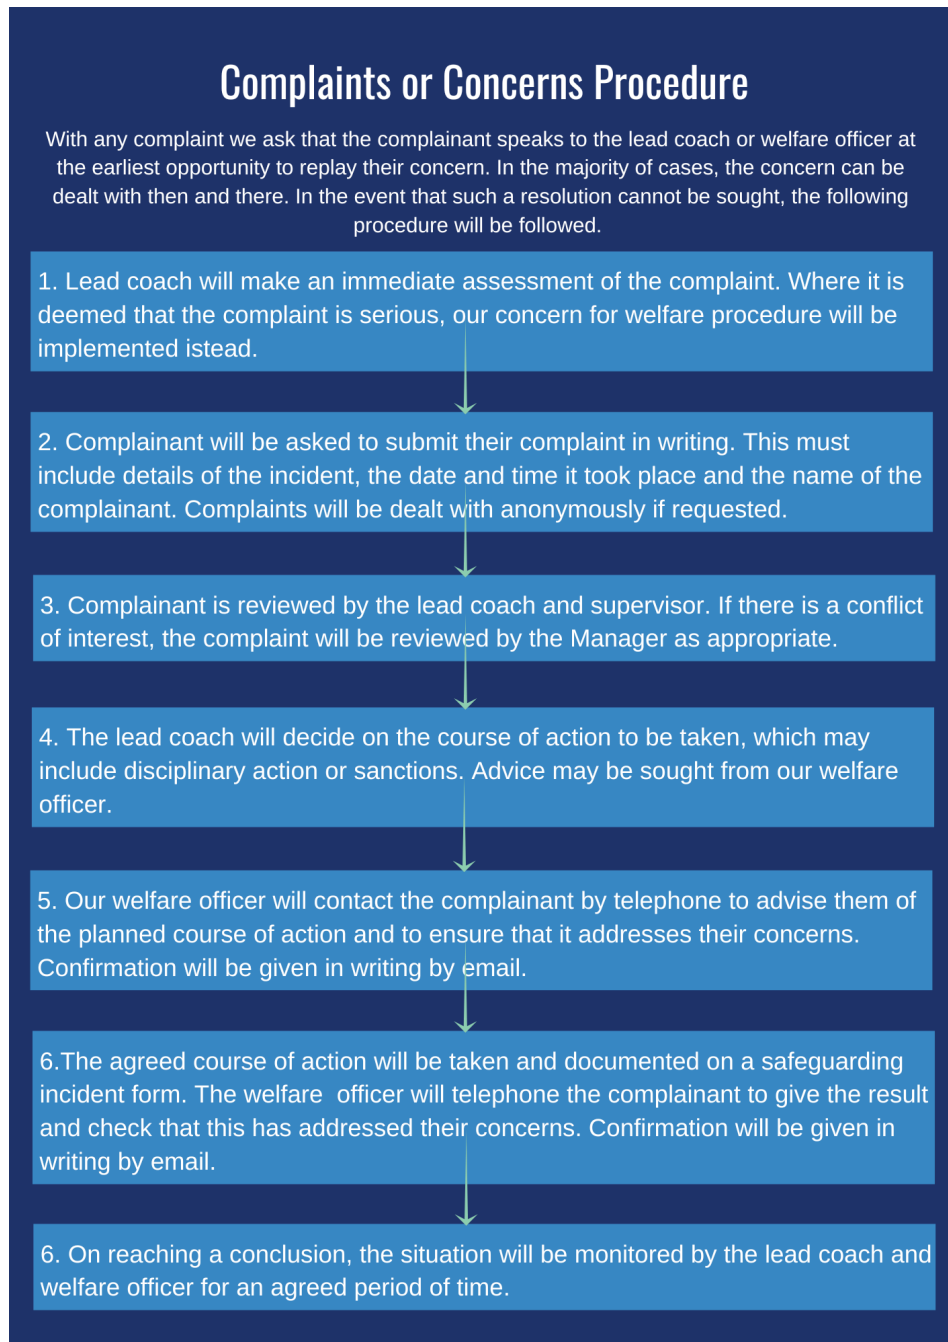 Complaints or Concerns Procedure
With any complaint we ask that the complainant speaks to the lead coach or welfare officer at
the earliest opportunity to replay their concern. In the majority of cases, the concern can be
dealt with then and there. In the event that such a resolution cannot be sought, the following
procedure will be followed.
1. Lead coach will make an immediate assessment of the complaint. Where it is
deemed that the complaint is serious, our concern for welfare procedure will be
implemented istead.
2. Complainant will be asked to submit their complaint in writing. This must
include details of the incident, the date and time it took place and the name of the
complainant. Complaints will be dealt with anonymously if requested.
3. Complainant is reviewed by the lead coach and supervisor. If there is a conflict
of interest, the complaint will be reviewed by the Manager as appropriate.
4. The lead coach will decide on the course of action to be taken, which may
include disciplinary action or sanctions. Advice may be sought from our welfare
officer.
5. Our welfare officer will contact the complainant by telephone to advise them of
the planned course of action and to ensure that it addresses their concerns.
Confirmation will be given in writing by email.
6.The agreed course of action will be taken and documented on a safeguarding
incident form. The welfare  officer will telephone the complainant to give the result
and check that this has addressed their concerns. Confirmation will be given in
writing by email.
6. On reaching a conclusion, the situation will be monitored by the lead coach and
welfare officer for an agreed period of time.